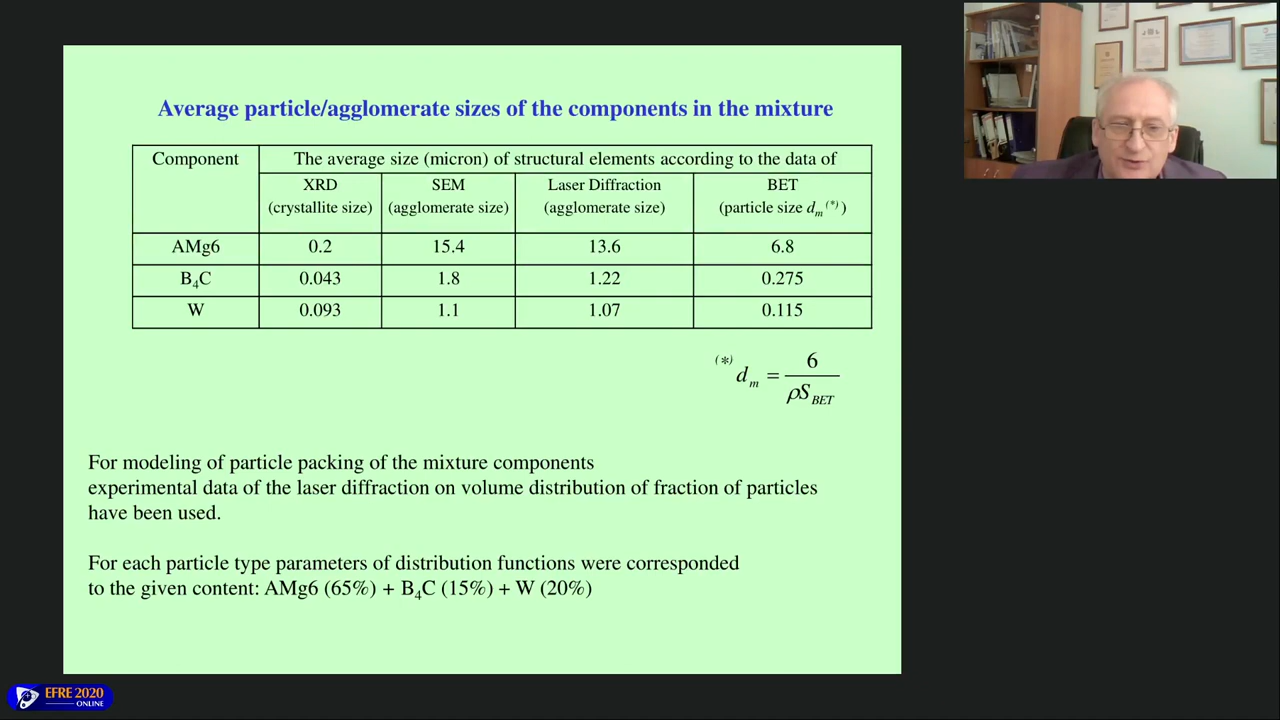 Average particle/agglomerate sizes of the components in the mixture
Component
The average size (micron) of structural elements according to the data of
XRD
(crystallite size)
SEM
(agglomerate size)
Laser Diffraction
(agglomerate size)
BET
(particle size dₘ⁽*⁾)
AMg6 0.2 15.4 13.6 6.8
B₄C 0.043 1.8 1.22 0.275
W 0.093 1.1 1.07 0.115
(*) dₘ = 6 / ρS_BET
For modeling of particle packing of the mixture components
experimental data of the laser diffraction on volume distribution of fraction of particles
have been used.
For each particle type parameters of distribution functions were corresponded
to the given content: AMg6 (65%) + B₄C (15%) + W (20%)
EFRE 2020
ONLINE